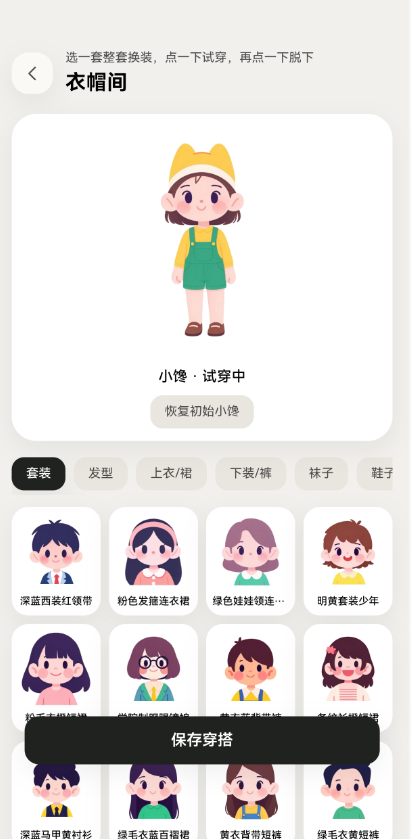 选一套整套换装，点一下试穿，再点一下脱下
衣帽间
小馋 · 试穿中
恢复初始小馋
套装
发型
上衣/裙
下装/裤
袜子
鞋子
深蓝西装红领带
粉色发箍连衣裙
绿色娃娃领连…
明黄套装少年
保存穿搭
深蓝马甲黄衬衫
绿毛衣蓝百褶裙
黄衣背带短裤
绿毛衣黄短裤